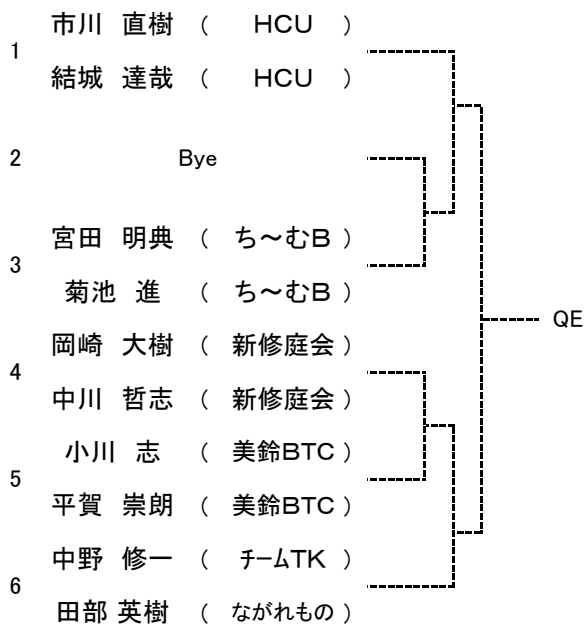 市川 直樹 ( HCU )
1
結城 達哉 ( HCU )
2 Bye
宮田 明典 ( ち～むB )
3
菊池 進 ( ち～むB )
QE
岡崎 大樹 ( 新修庭会 )
4
中川 哲志 ( 新修庭会 )
小川 志 ( 美鈴BTC )
5
平賀 崇朗 ( 美鈴BTC )
中野 修一 ( チームTK )
6
田部 英樹 ( ながれもの )